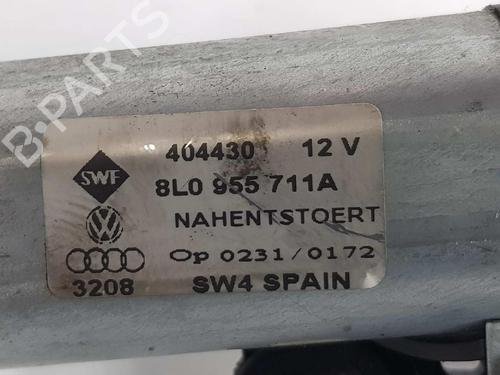 B-PARTS
404430 12 V
SWF
8L0 955 711A
NAHENTSTOERT
Op 0231/0172
3208 SW4 SPAIN